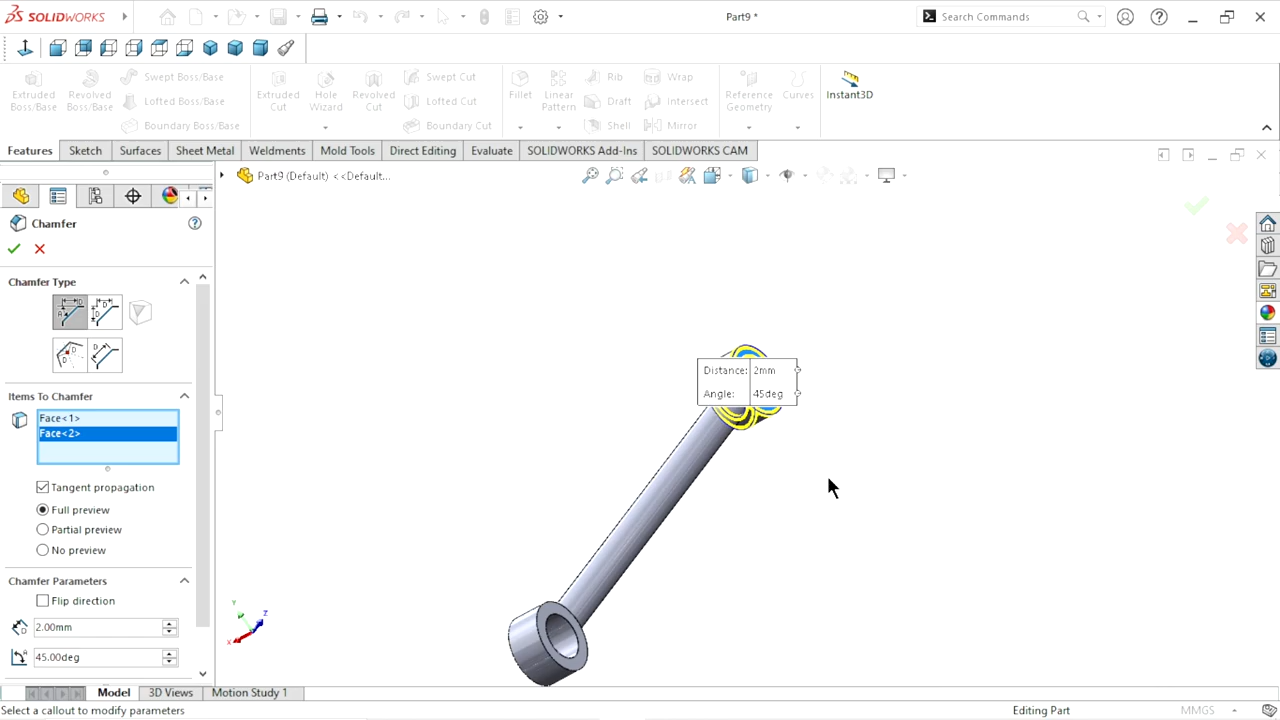 SOLIDWORKS
Part9 *
Search Commands
Extruded Boss/Base
Revolved Boss/Base
Swept Boss/Base
Lofted Boss/Base
Boundary Boss/Base
Extruded Cut
Hole Wizard
Revolved Cut
Swept Cut
Lofted Cut
Boundary Cut
Fillet
Linear Pattern
Rib
Draft
Shell
Wrap
Intersect
Mirror
Reference Geometry
Curves
Instant3D
Features
Sketch
Surfaces
Sheet Metal
Weldments
Mold Tools
Direct Editing
Evaluate
SOLIDWORKS Add-Ins
SOLIDWORKS CAM
Part9 (Default) <<Default...
Chamfer
Chamfer Type
Items To Chamfer
Face<1>
Face<2>
Tangent propagation
Full preview
Partial preview
No preview
Chamfer Parameters
Flip direction
2.00mm
45.00deg
Distance: 2mm
Angle: 45deg
Y
Z
X
Model
3D Views
Motion Study 1
Select a callout to modify parameters
Editing Part
MMGS